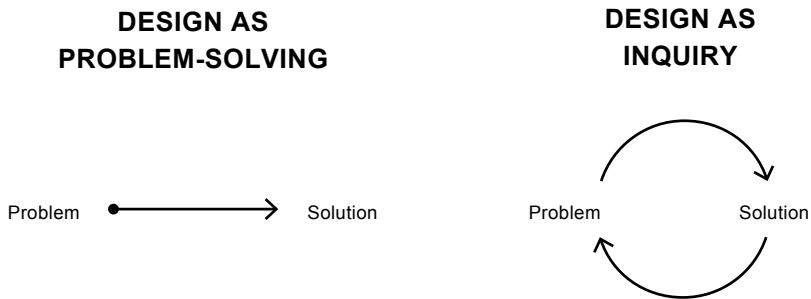 DESIGN AS
PROBLEM-SOLVING
Problem
Solution
DESIGN AS
INQUIRY
Problem
Solution